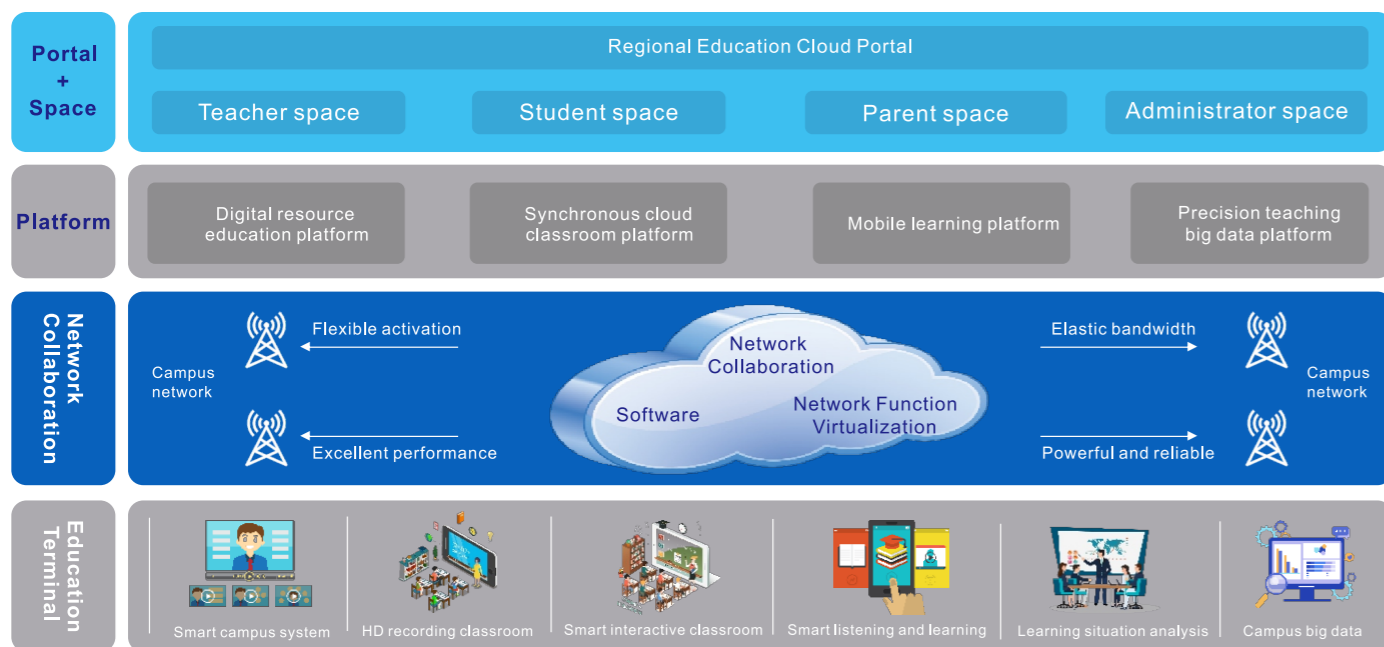 Portal
+
Space
Regional Education Cloud Portal
Teacher space
Student space
Parent space
Administrator space
Platform
Digital resource
education platform
Synchronous cloud
classroom platform
Mobile learning platform
Precision teaching
big data platform
Network
Collaboration
Campus
network
Flexible activation
Excellent performance
Network
Collaboration
Software
Network Function
Virtualization
Elastic bandwidth
Powerful and reliable
Campus
network
Education
Terminal
Smart campus system
HD recording classroom
Smart interactive classroom
Smart listening and learning
Learning situation analysis
Campus big data